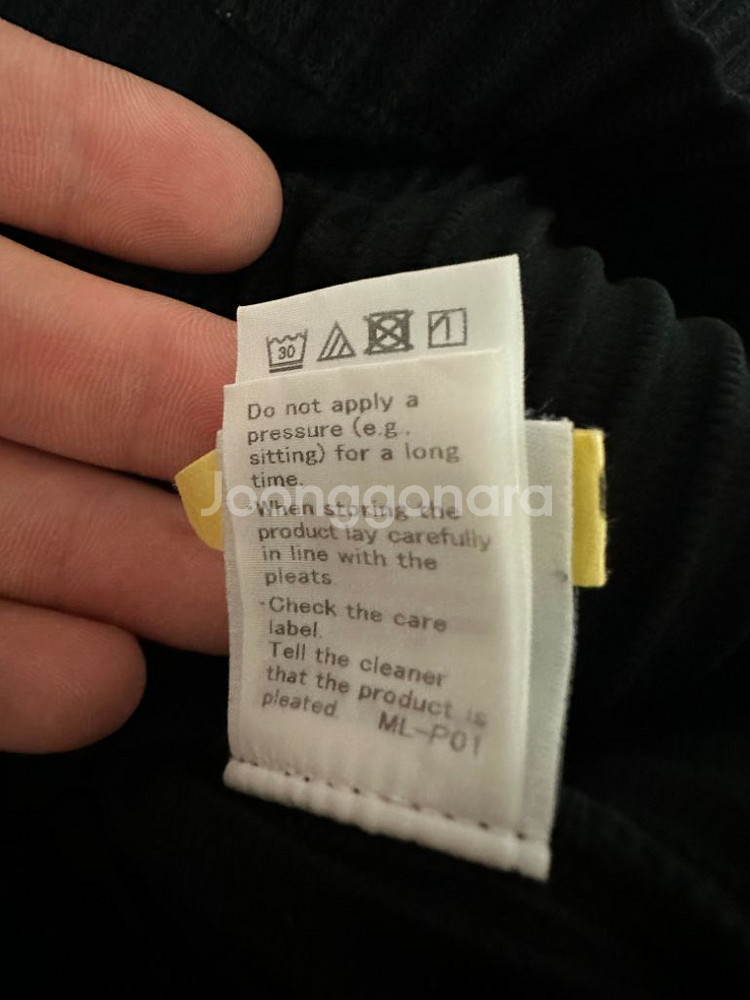 30
Do not apply a
pressure (e.g.,
sitting) for a long
time.
·When storing the
product lay carefully
in line with the
pleats.
·Check the care
label.
Tell the cleaner
that the product is
pleated. ML-P01
Joonggonara